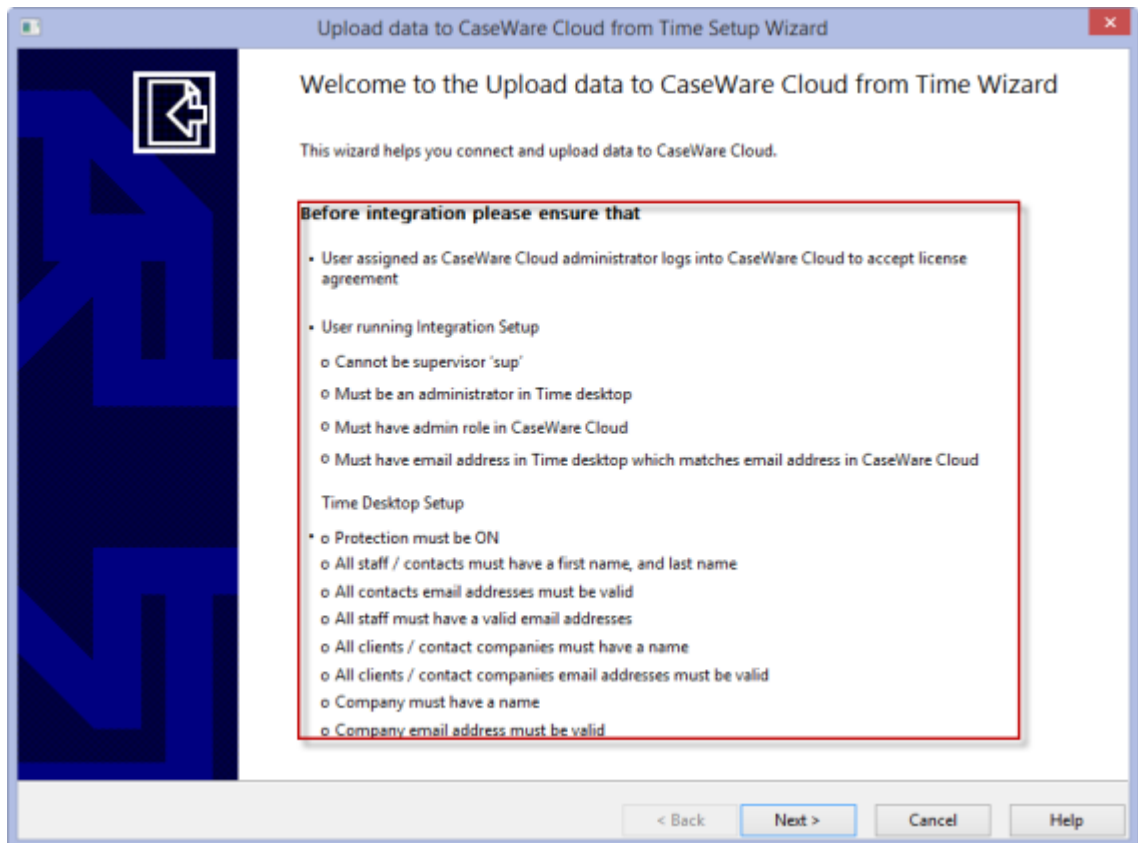 Upload data to CaseWare Cloud from Time Setup Wizard
Welcome to the Upload data to CaseWare Cloud from Time Wizard
This wizard helps you connect and upload data to CaseWare Cloud.
Before integration please ensure that
• User assigned as CaseWare Cloud administrator logs into CaseWare Cloud to accept license
agreement
• User running Integration Setup
o Cannot be supervisor 'sup'
o Must be an administrator in Time desktop
o Must have admin role in CaseWare Cloud
o Must have email address in Time desktop which matches email address in CaseWare Cloud
Time Desktop Setup
• o Protection must be ON
o All staff / contacts must have a first name, and last name
o All contacts email addresses must be valid
o All staff must have a valid email addresses
o All clients / contact companies must have a name
o All clients / contact companies email addresses must be valid
o Company must have a name
o Company email address must be valid
< Back Next > Cancel Help